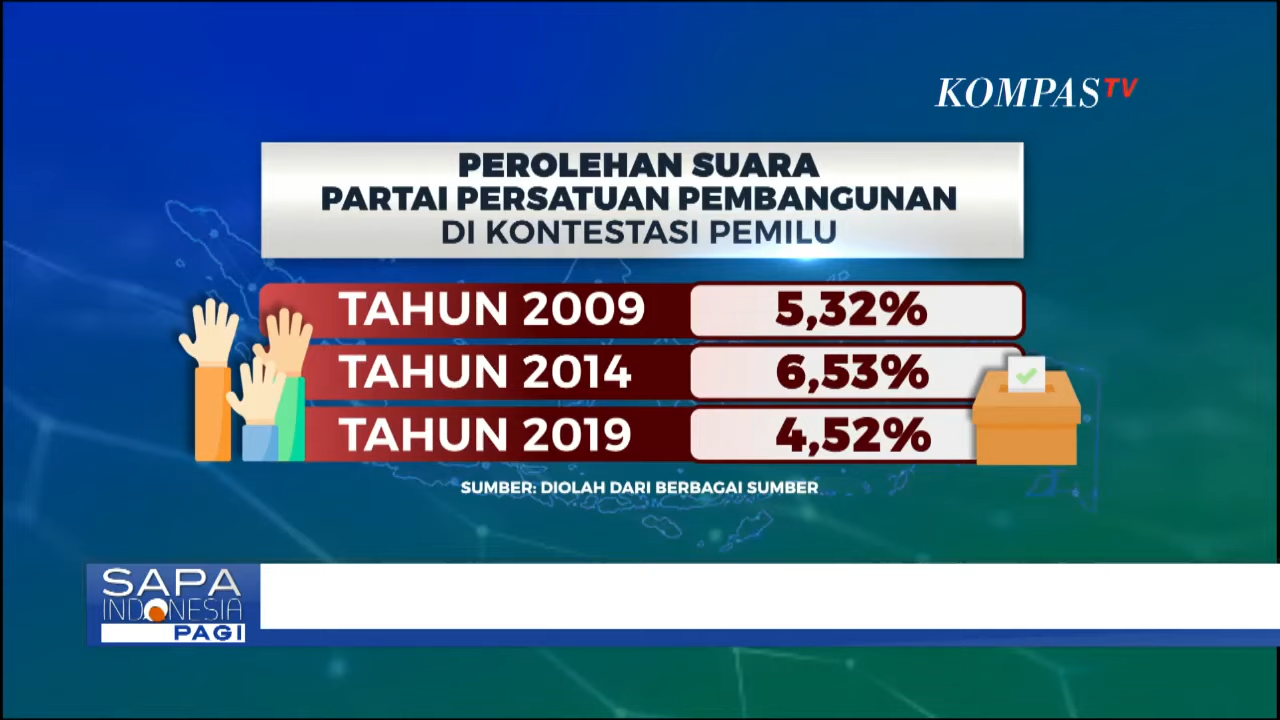 KOMPASTV
PEROLEHAN SUARA
PARTAI PERSATUAN PEMBANGUNAN
DI KONTESTASI PEMILU
TAHUN 2009 5,32%
TAHUN 2014 6,53%
TAHUN 2019 4,52%
SUMBER: DIOLAH DARI BERBAGAI SUMBER
SAPA
INDONESIA
PAGI